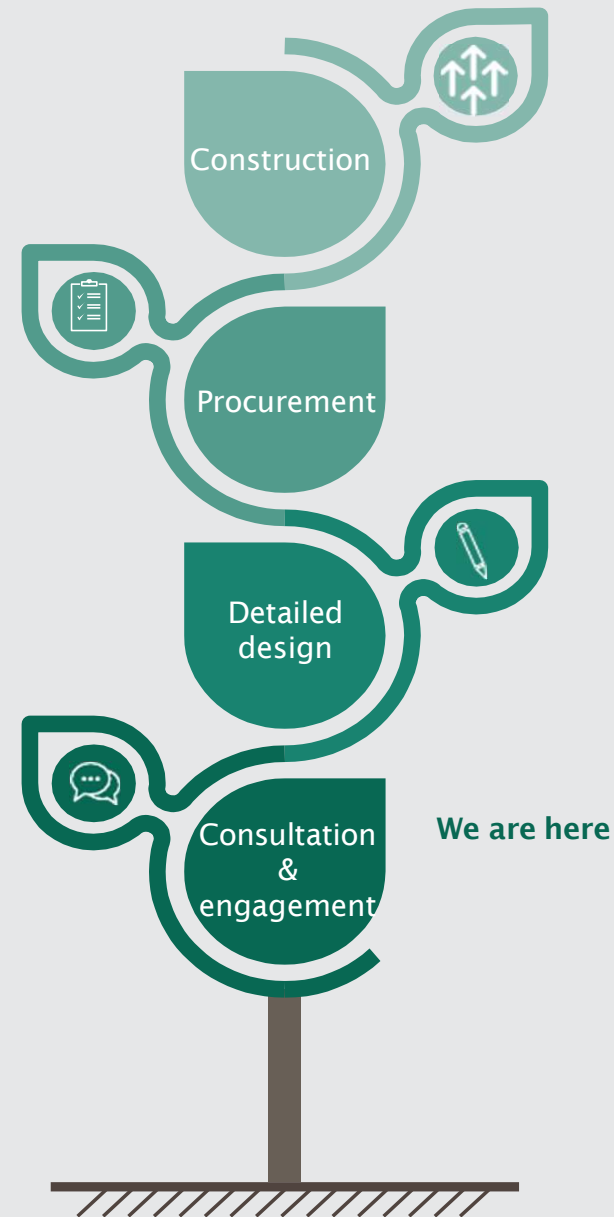 Construction
Procurement
Detailed
design
Consultation
&
engagement
We are here